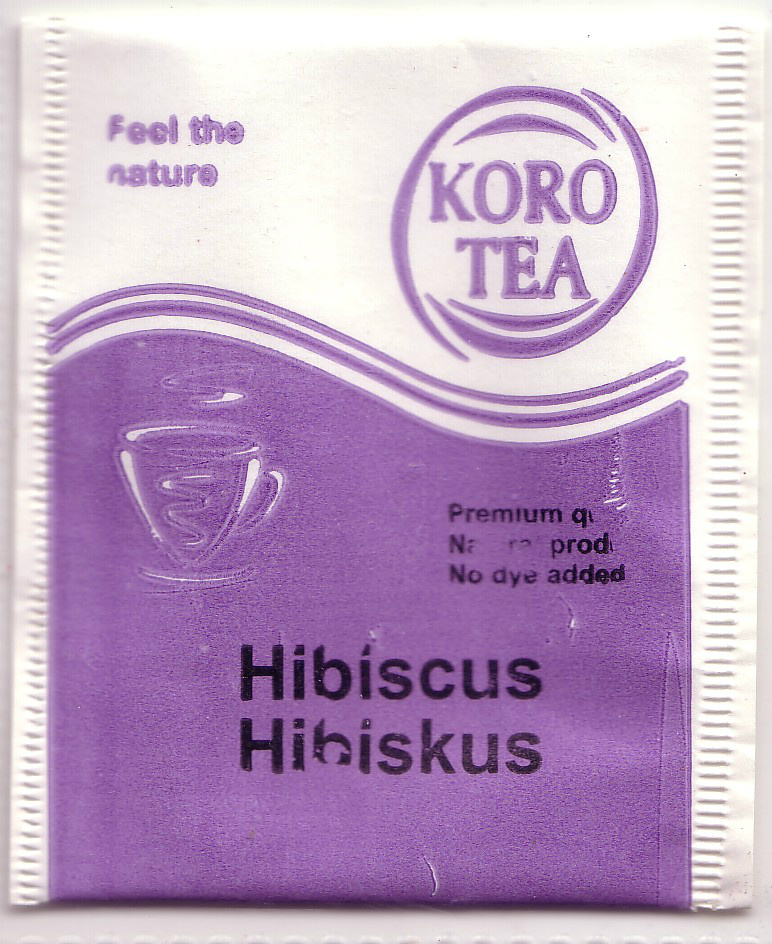 Feel the
nature
KORO
TEA
Premium
No dye added
Hibiscus
Hibiskus